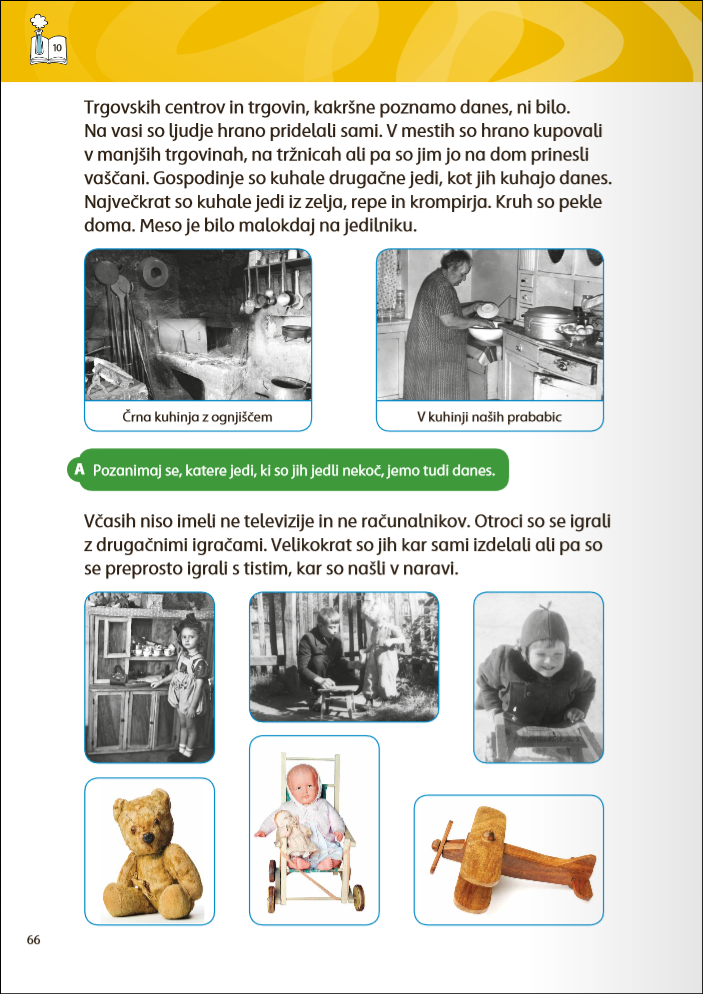 10
Trgovskih centrov in trgovin, kakršne poznamo danes, ni bilo.
Na vasi so ljudje hrano pridelali sami. V mestih so hrano kupovali
v manjših trgovinah, na tržnicah ali pa so jim jo na dom prinesli
vaščani. Gospodinje so kuhale drugačne jedi, kot jih kuhajo danes.
Največkrat so kuhale jedi iz zelja, repe in krompirja. Kruh so pekle
doma. Meso je bilo malokdaj na jedilniku.
Črna kuhinja z ognjiščem
V kuhinji naših prababic
A Pozanimaj se, katere jedi, ki so jih jedli nekoč, jemo tudi danes.
Včasih niso imeli ne televizije in ne računalnikov. Otroci so se igrali
z drugačnimi igračami. Velikokrat so jih kar sami izdelali ali pa so
se preprosto igrali s tistim, kar so našli v naravi.
66